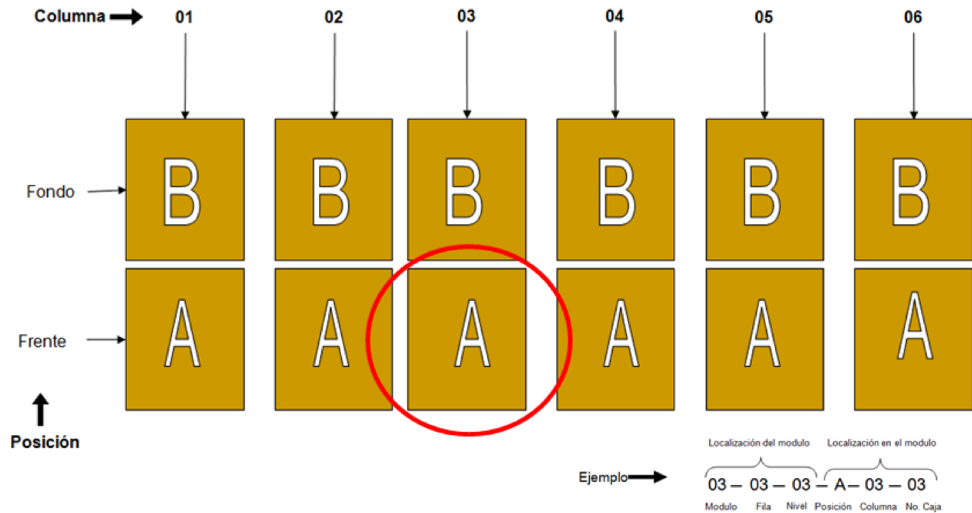 Columna 01 02 03 04 05 06
Fondo B B B B B B
Frente A A A A A A
Posición
Localización del modulo Localización en el modulo
Ejemplo 03 – 03 – 03 – A – 03 – 03
Modulo Fila Nivel Posición Columna No. Caja